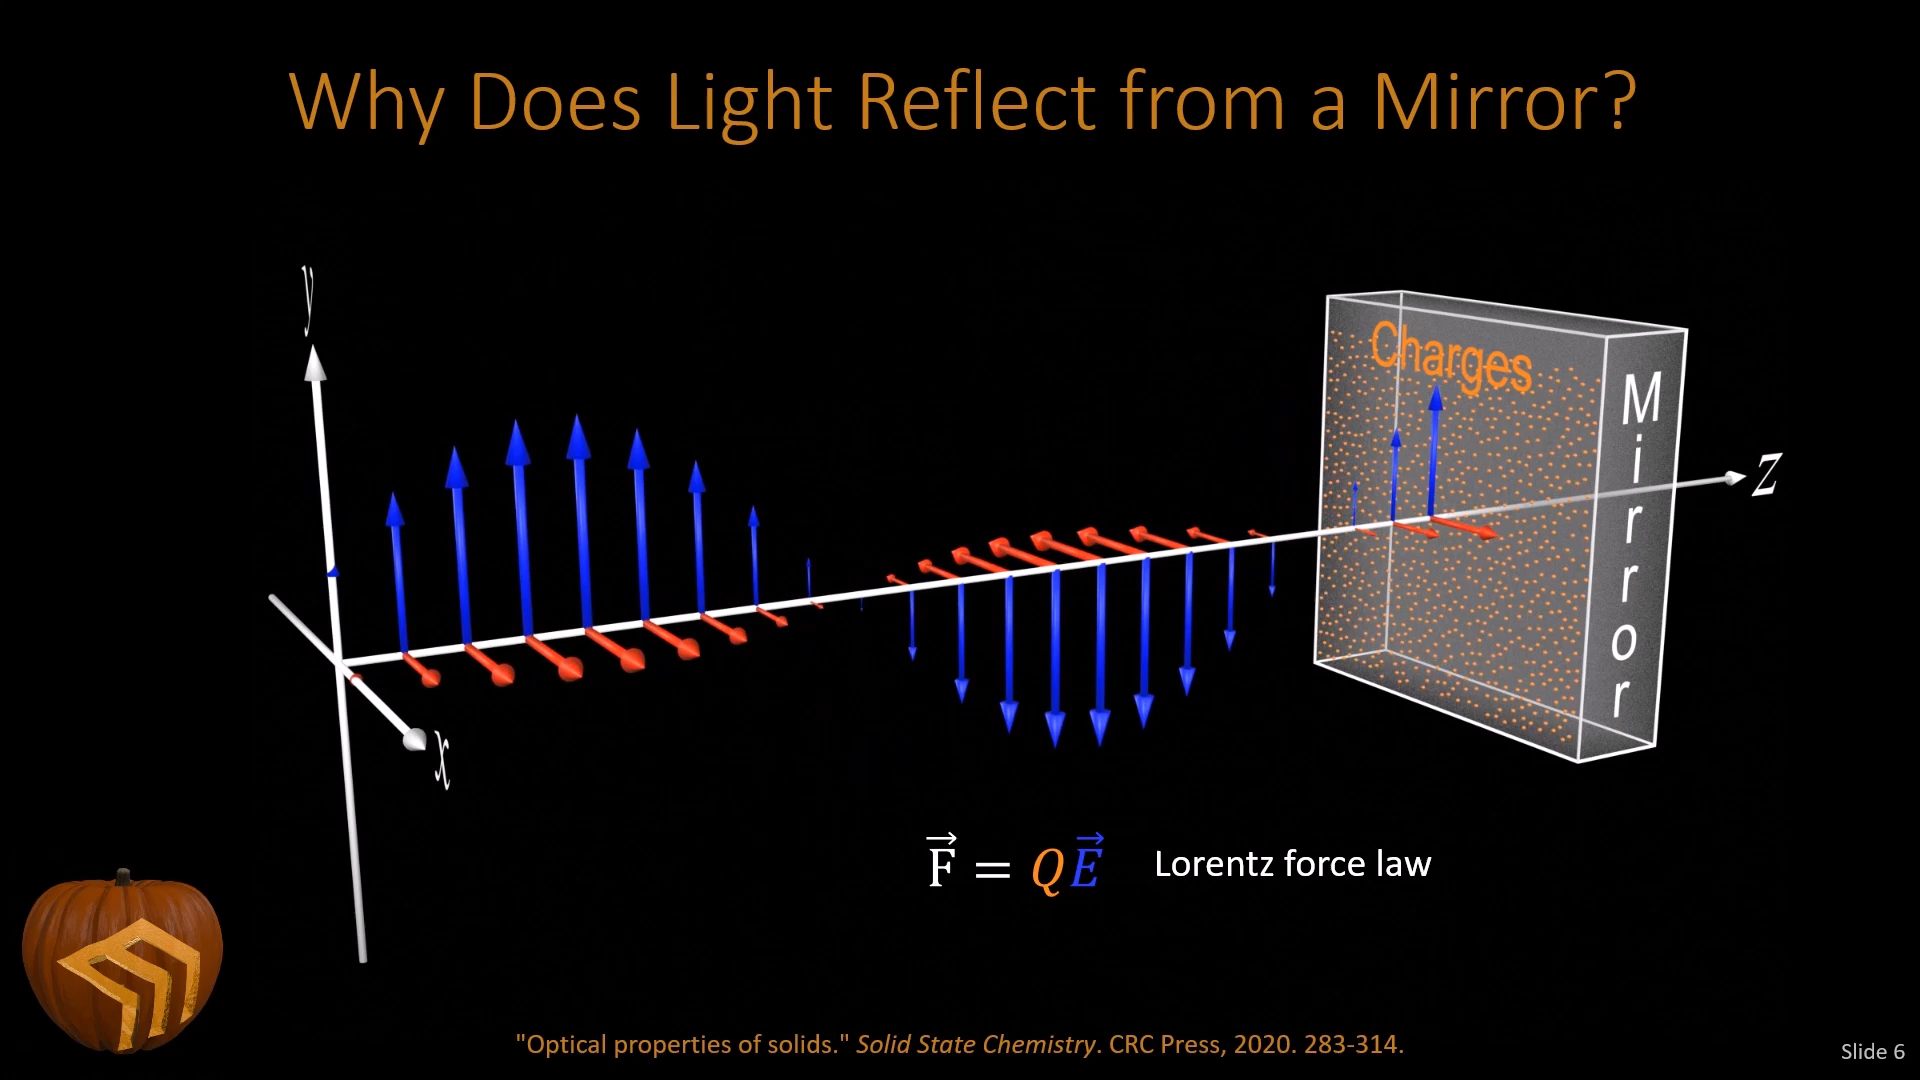 Why Does Light Reflect from a Mirror?
y
Charges
Mirror
Z
x
F⃗ = QE⃗
Lorentz force law
"Optical properties of solids." Solid State Chemistry. CRC Press, 2020. 283-314.
Slide 6